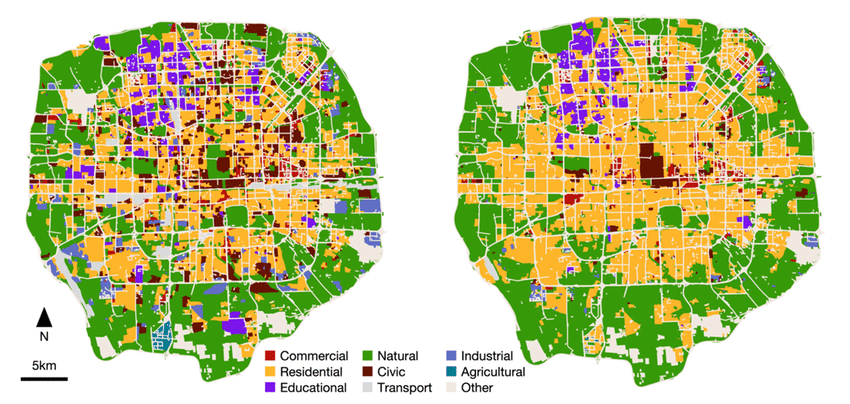 N
5km
Commercial Natural Industrial
Residential Civic Agricultural
Educational Transport Other